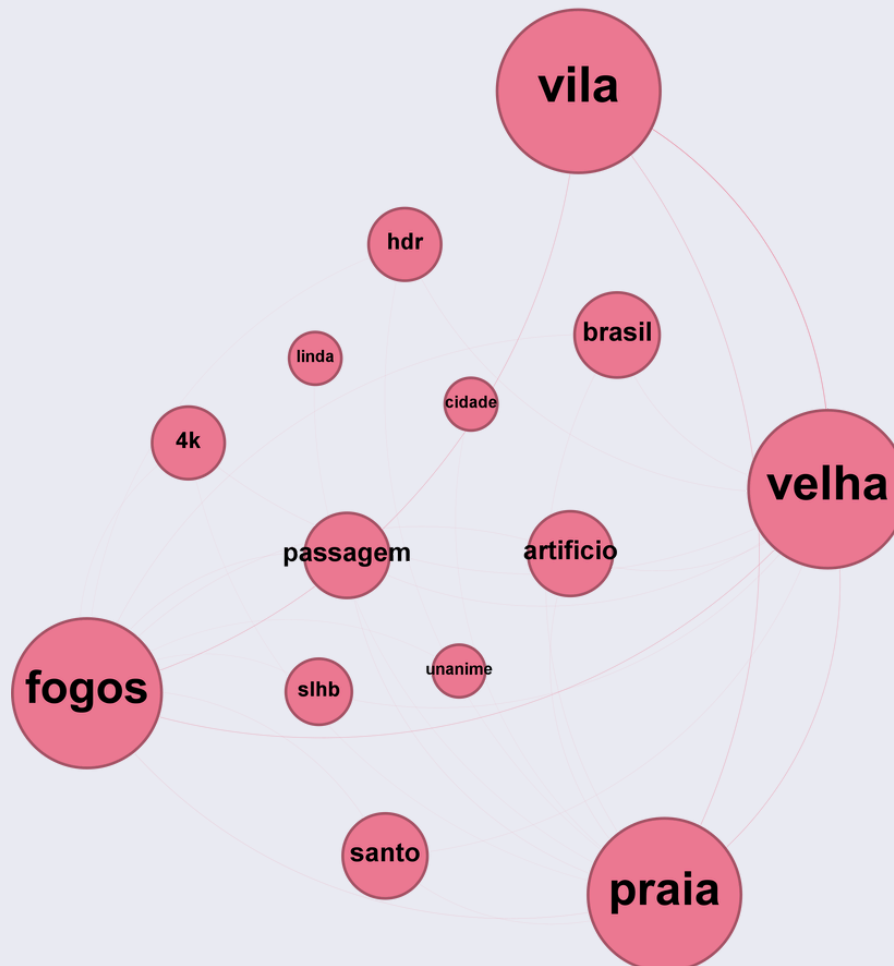 vila
hdr
brasil
linda
cidade
4k
velha
passagem
artificio
unanime
fogos
slhb
santo
praia